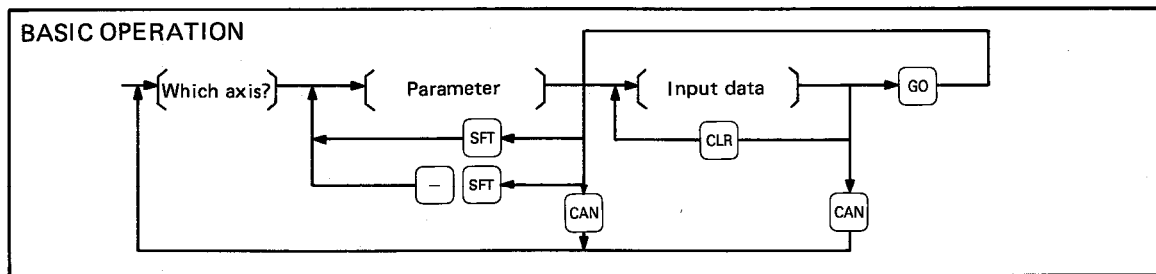 BASIC OPERATION
Which axis?
Parameter
Input data
GO
SFT
CLR
– SFT
CAN
CAN